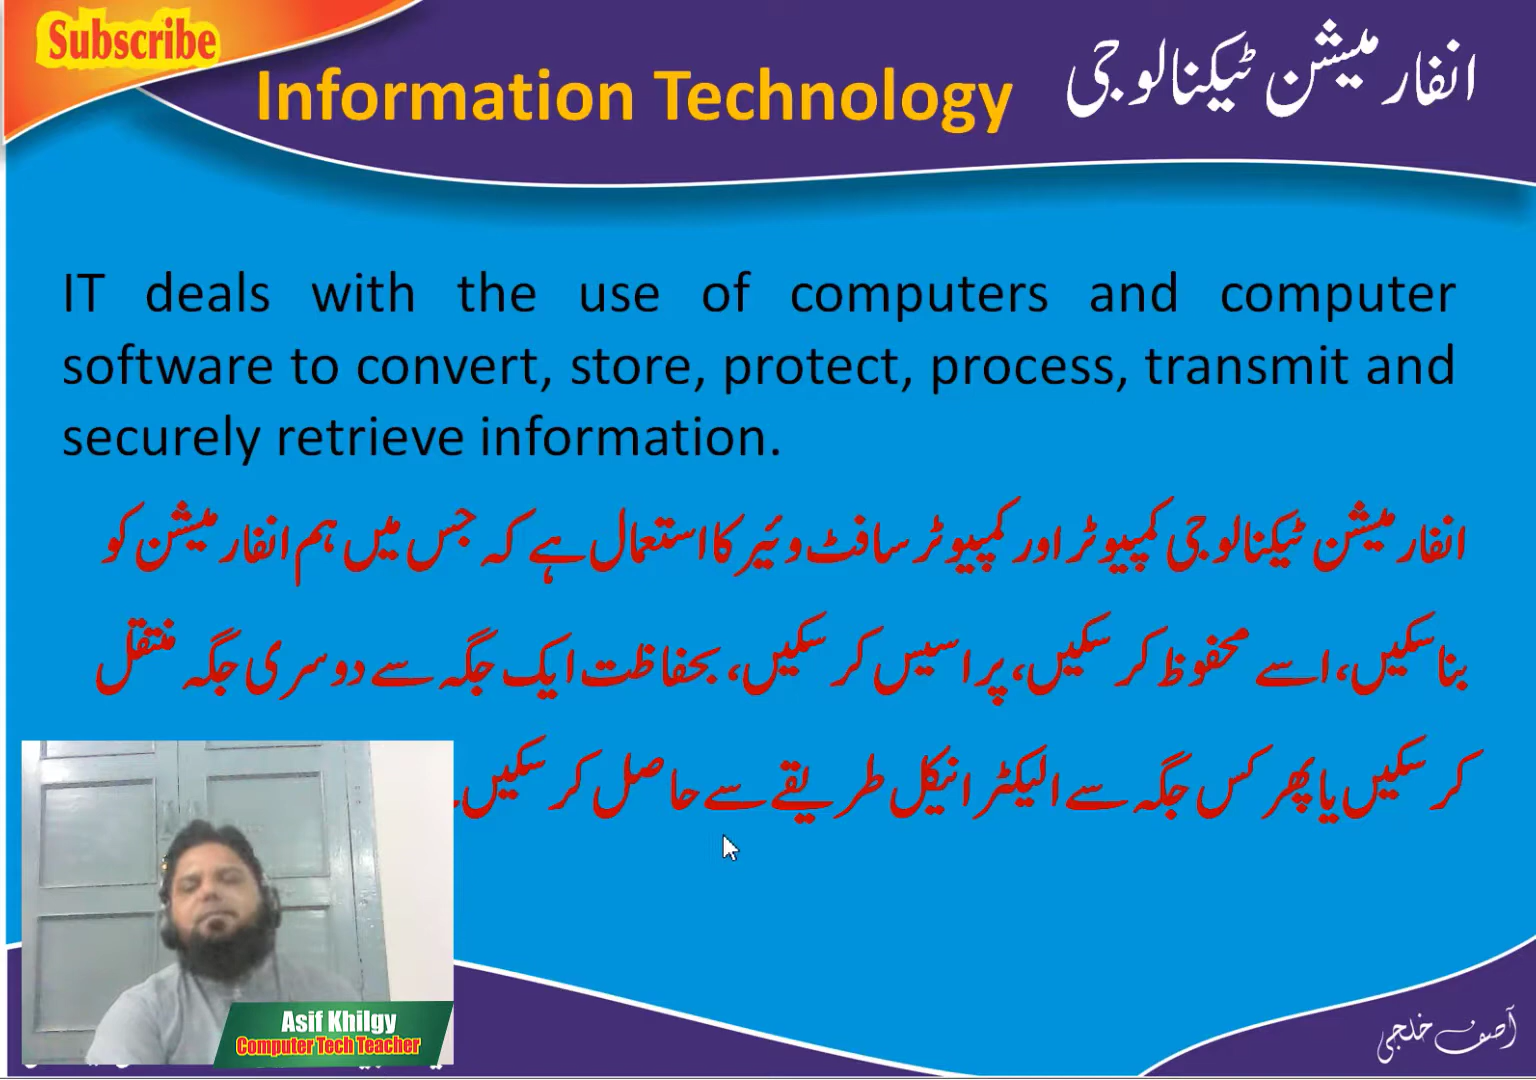 Subscribe
Information Technology
انفارمیشن ٹیکنالوجی
IT deals with the use of computers and computer
software to convert, store, protect, process, transmit and
securely retrieve information.
انفارمیشن ٹیکنالوجی کمپیوٹر اور کمپیوٹر سافٹ وئیر کا استعمال ہے کہ جس میں ہم انفارمیشن کو
بنا سکیں، اسے محفوظ کر سکیں، پراسیس کر سکیں، بحفاظت ایک جگہ سے دوسری جگہ منتقل
کر سکیں یا پھر کس جگہ سے الیکٹرانیکل طریقے سے حاصل کر سکیں۔
Asif Khilgy
Computer Tech Teacher
آصف خلجی